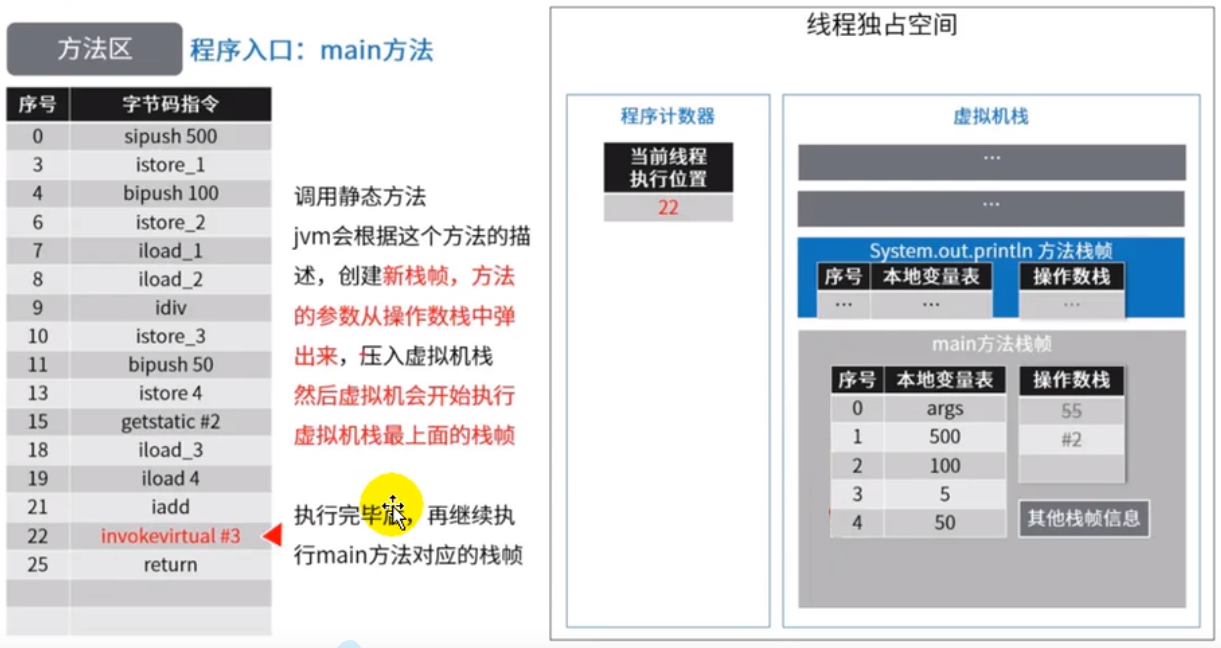 方法区 程序入口：main方法
序号 字节码指令
0 sipush 500
3 istore_1
4 bipush 100
6 istore_2
7 iload_1
8 iload_2
9 idiv
10 istore_3
11 bipush 50
13 istore 4
15 getstatic #2
18 iload_3
19 iload 4
21 iadd
22 invokevirtual #3
25 return
调用静态方法
jvm会根据这个方法的描
述，创建新栈帧，方法
的参数从操作数栈中弹
出来，压入虚拟机栈
然后虚拟机会开始执行
虚拟机栈最上面的栈帧
执行完毕后，再继续执
行main方法对应的栈帧
线程独占空间
程序计数器
当前线程
执行位置
22
虚拟机栈
...
...
System.out.println 方法栈帧
序号 本地变量表 操作数栈
... ... ...
main方法栈帧
序号 本地变量表 操作数栈
0 args 55
1 500 #2
2 100
3 5
4 50
其他栈帧信息